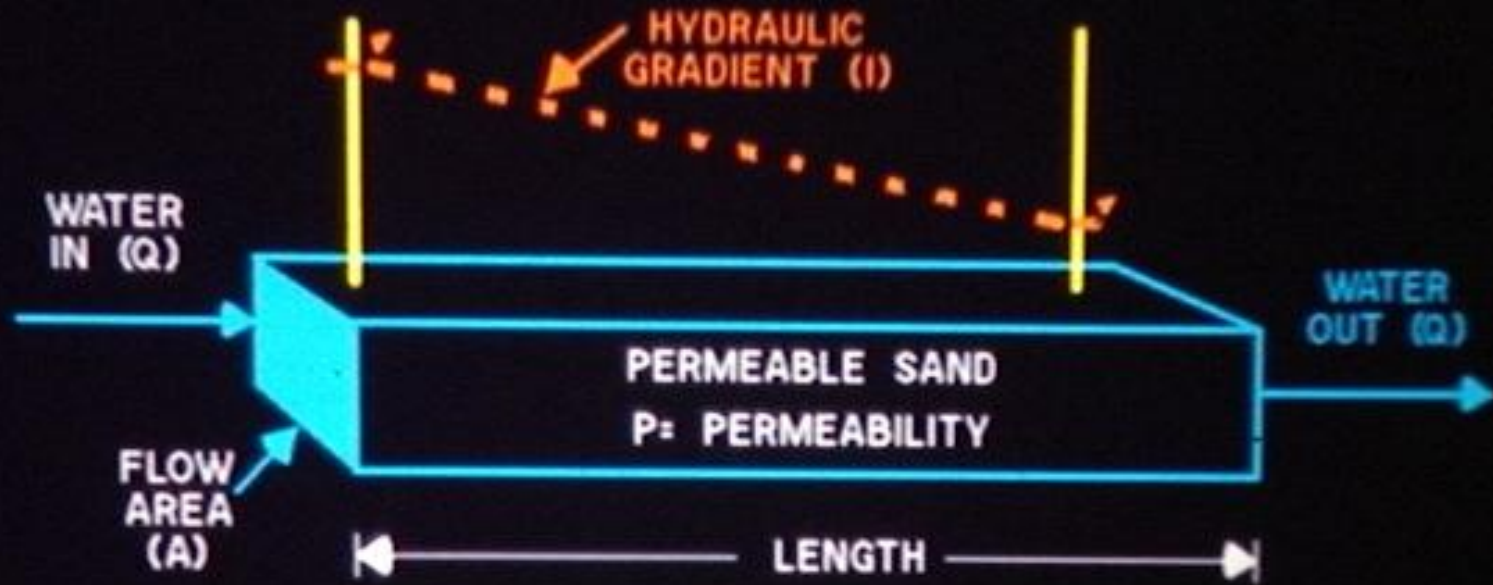 HYDRAULIC
GRADIENT (I)
WATER
IN (Q)
WATER
OUT (Q)
PERMEABLE SAND
P= PERMEABILITY
FLOW
AREA
(A)
LENGTH